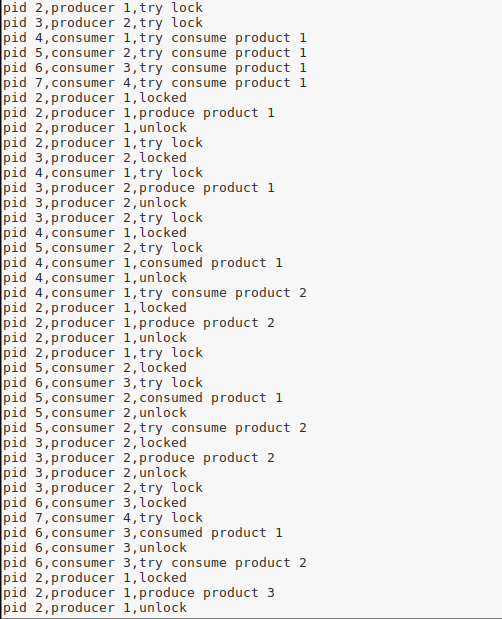 pid 2,producer 1,try lock
pid 3,producer 2,try lock
pid 4,consumer 1,try consume product 1
pid 5,consumer 2,try consume product 1
pid 6,consumer 3,try consume product 1
pid 7,consumer 4,try consume product 1
pid 2,producer 1,locked
pid 2,producer 1,produce product 1
pid 2,producer 1,unlock
pid 2,producer 1,try lock
pid 3,producer 2,locked
pid 4,consumer 1,try lock
pid 3,producer 2,produce product 1
pid 3,producer 2,unlock
pid 3,producer 2,try lock
pid 4,consumer 1,locked
pid 5,consumer 2,try lock
pid 4,consumer 1,consumed product 1
pid 4,consumer 1,unlock
pid 4,consumer 1,try consume product 2
pid 2,producer 1,locked
pid 2,producer 1,produce product 2
pid 2,producer 1,unlock
pid 2,producer 1,try lock
pid 5,consumer 2,locked
pid 6,consumer 3,try lock
pid 5,consumer 2,consumed product 1
pid 5,consumer 2,unlock
pid 5,consumer 2,try consume product 2
pid 3,producer 2,locked
pid 3,producer 2,produce product 2
pid 3,producer 2,unlock
pid 3,producer 2,try lock
pid 6,consumer 3,locked
pid 7,consumer 4,try lock
pid 6,consumer 3,consumed product 1
pid 6,consumer 3,unlock
pid 6,consumer 3,try consume product 2
pid 2,producer 1,locked
pid 2,producer 1,produce product 3
pid 2,producer 1,unlock